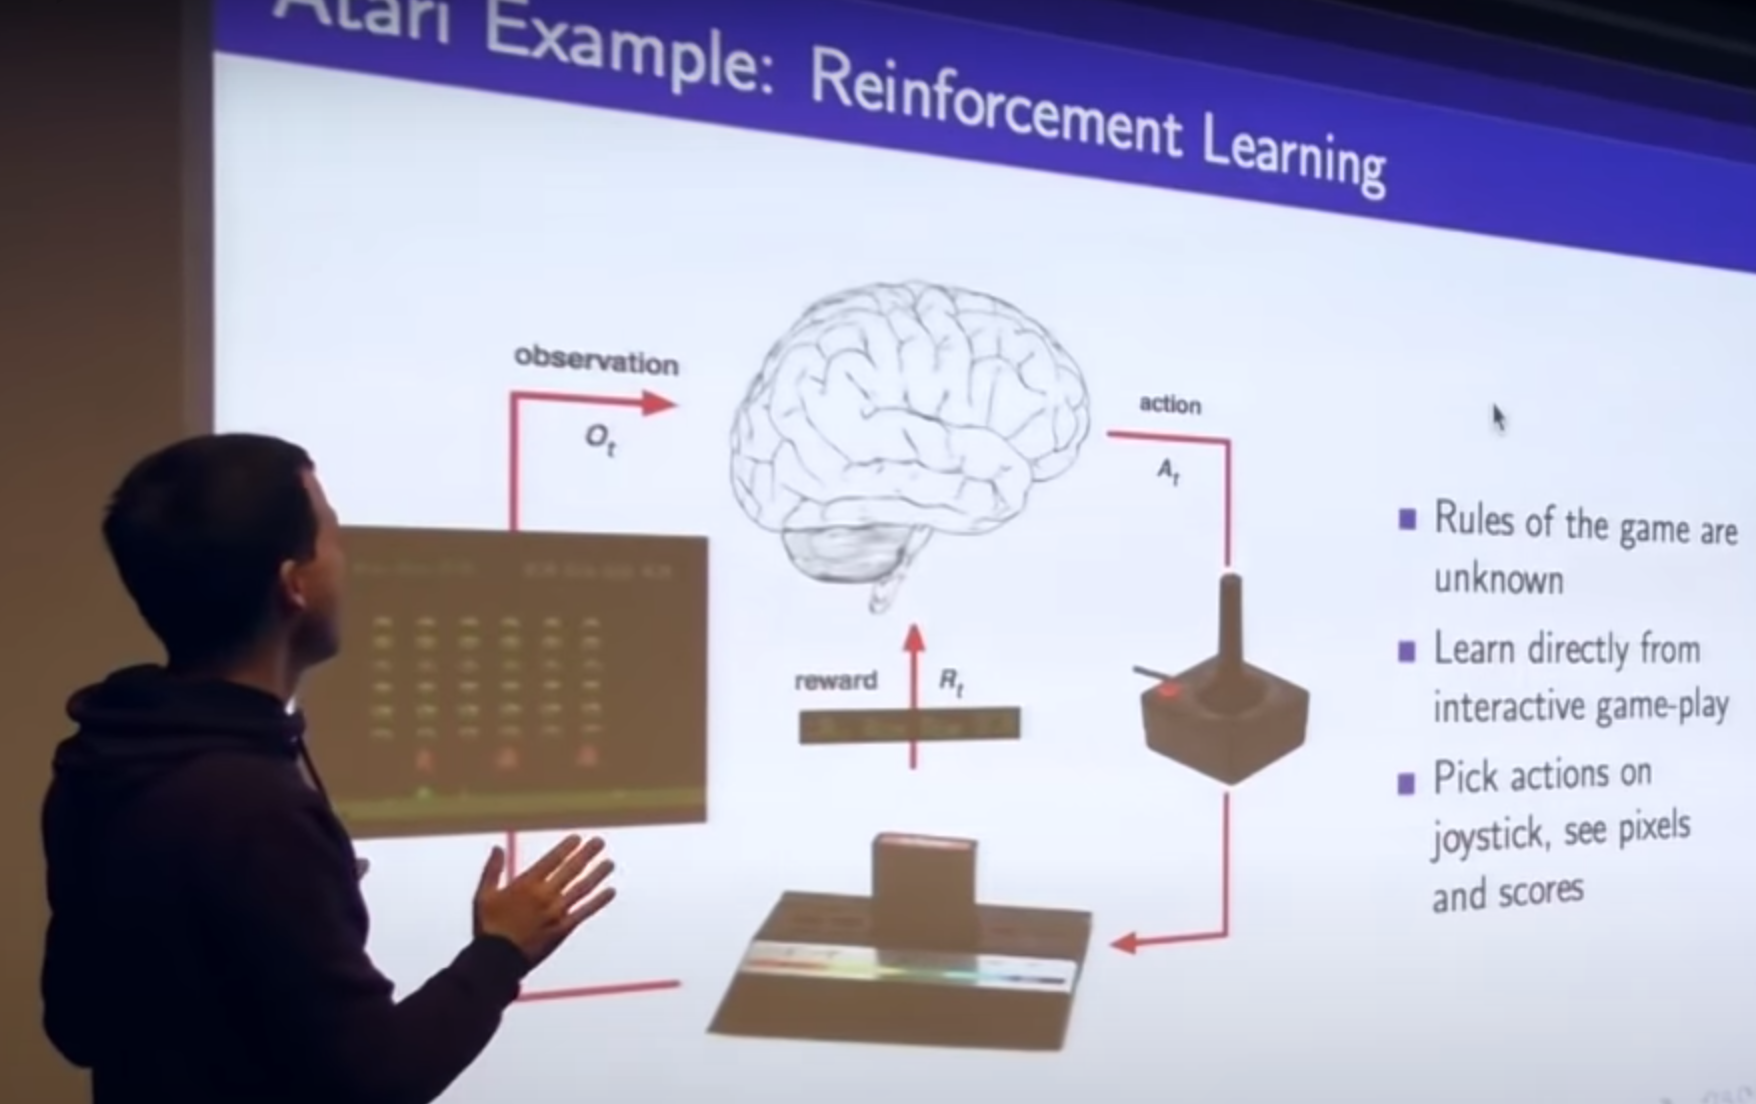 Atari Example: Reinforcement Learning
observation
O_t
action
A_t
reward
R_t
Rules of the game are
unknown
Learn directly from
interactive game-play
Pick actions on
joystick, see pixels
and scores